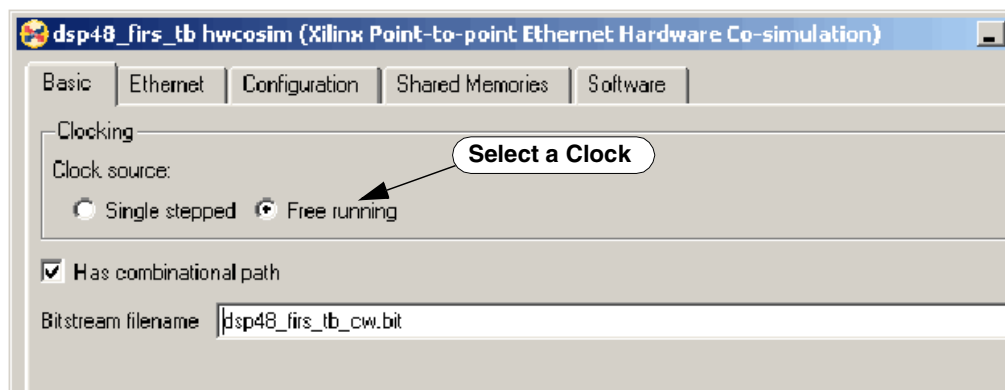 dsp48_firs_tb hwcosim (Xilinx Point-to-point Ethernet Hardware Co-simulation)
Basic Ethernet Configuration Shared Memories Software
Clocking
Select a Clock
Clock source:
Single stepped Free running
Has combinational path
Bitstream filename dsp48_firs_tb_cw.bit